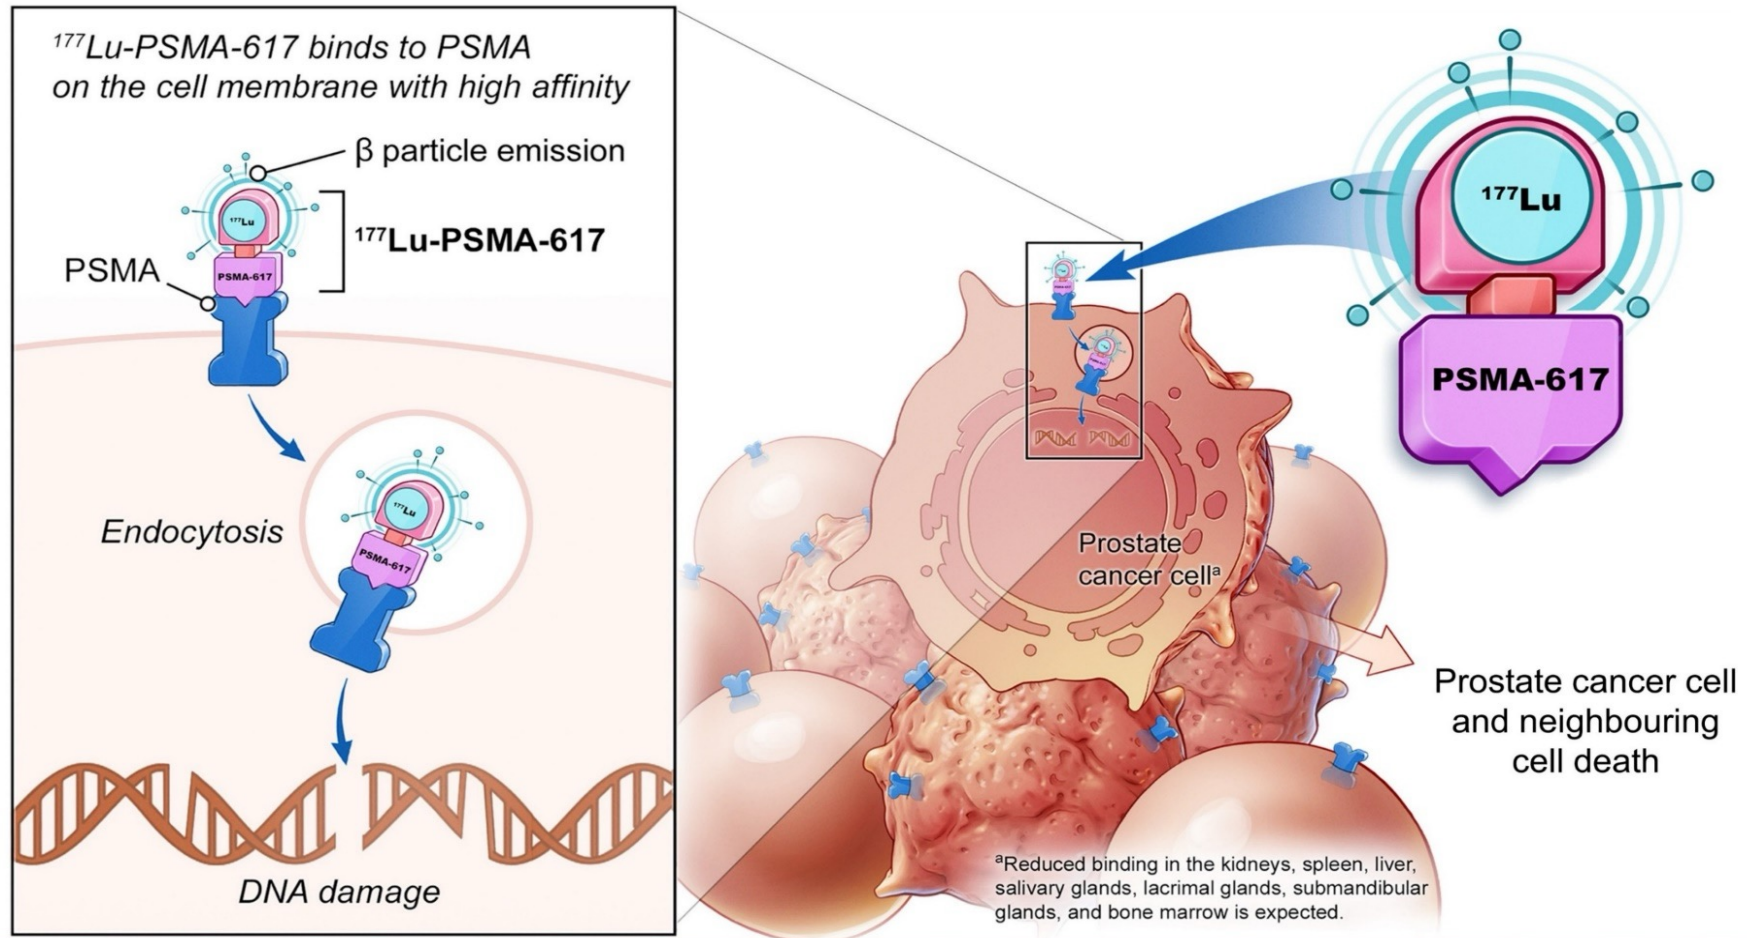 ¹⁷⁷Lu-PSMA-617 binds to PSMA
on the cell membrane with high affinity
β particle emission
¹⁷⁷Lu
¹⁷⁷Lu-PSMA-617
PSMA
PSMA-617
Endocytosis
¹⁷⁷Lu
PSMA-617
DNA damage
¹⁷⁷Lu
PSMA-617
Prostate
cancer cellᵃ
Prostate cancer cell
and neighbouring
cell death
ᵃReduced binding in the kidneys, spleen, liver,
salivary glands, lacrimal glands, submandibular
glands, and bone marrow is expected.